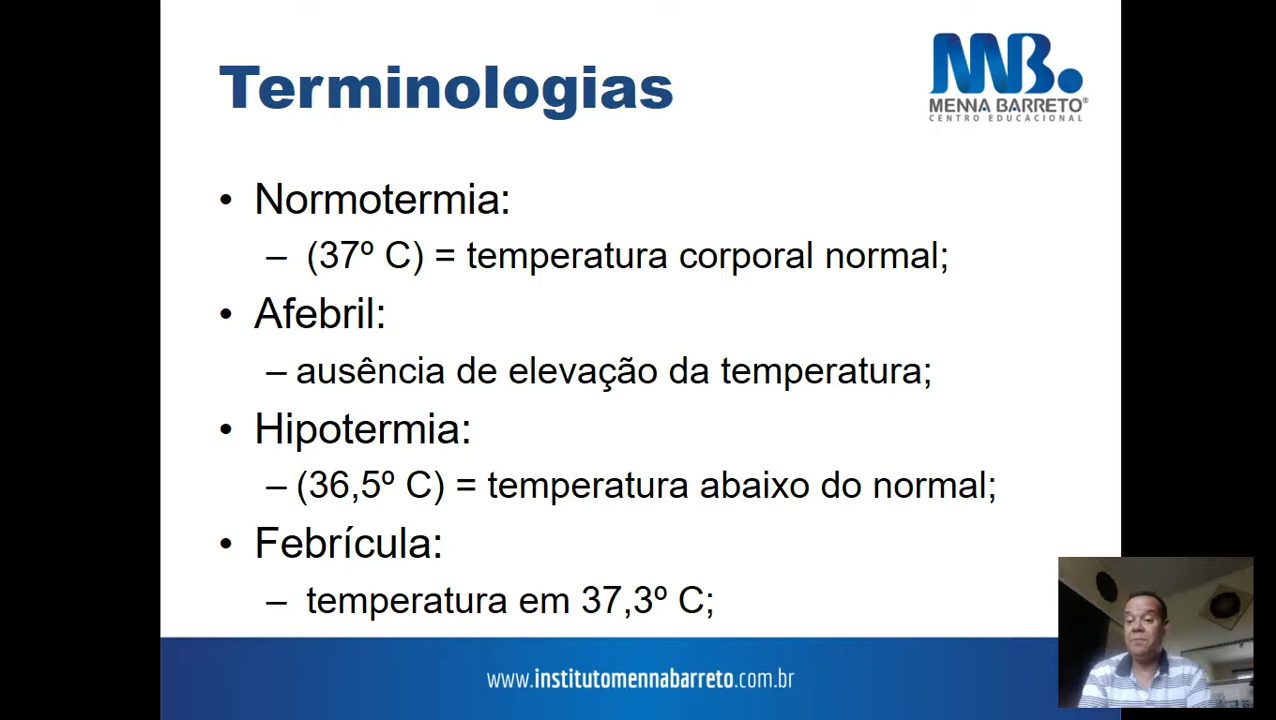 Terminologias
MB.
MENNA BARRETO®
CENTRO EDUCACIONAL
• Normotermia:
– (37º C) = temperatura corporal normal;
• Afebril:
– ausência de elevação da temperatura;
• Hipotermia:
– (36,5º C) = temperatura abaixo do normal;
• Febrícula:
– temperatura em 37,3º C;
www.institutomennabarreto.com.br